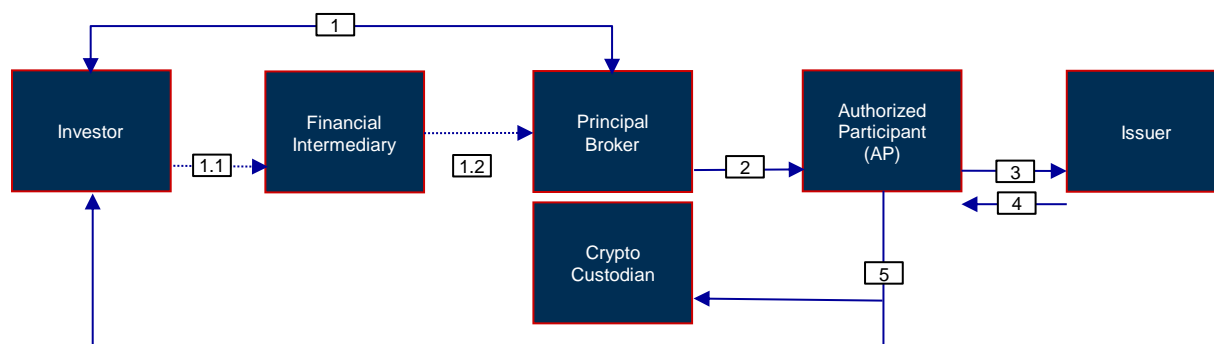 1
Investor
1.1
Financial
Intermediary
1.2
Principal
Broker
2
Authorized
Participant
(AP)
3
4
Issuer
Crypto
Custodian
5